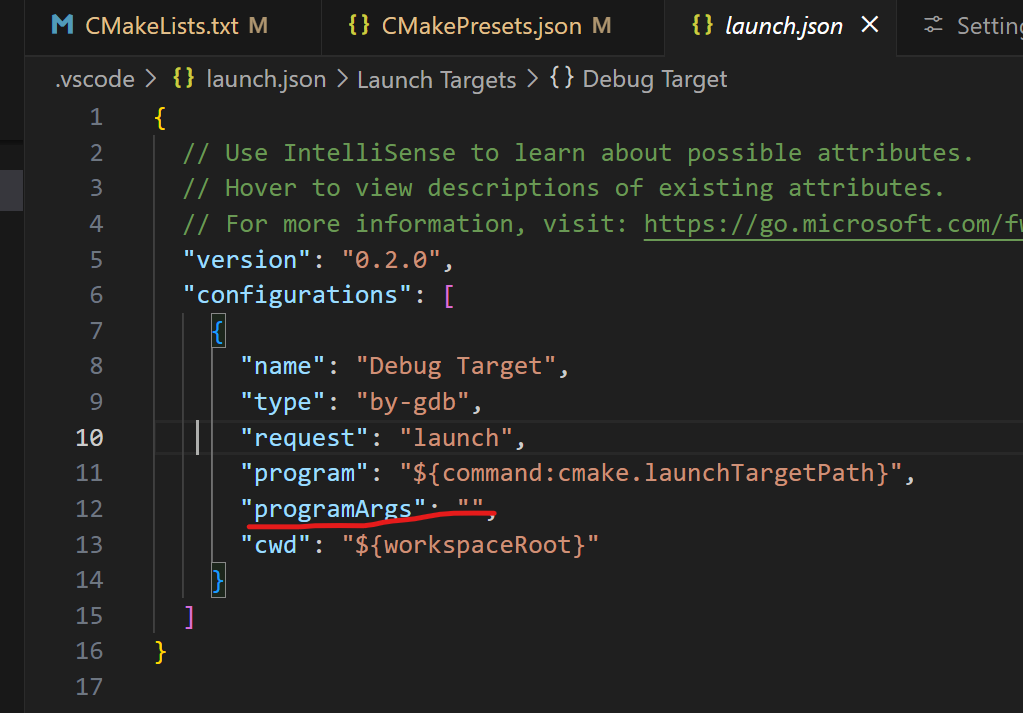 CMakeLists.txt M {} CMakePresets.json M {} launch.json
.vscode > {} launch.json > Launch Targets > {} Debug Target
1 {
2 // Use IntelliSense to learn about possible attributes.
3 // Hover to view descriptions of existing attributes.
4 // For more information, visit: https://go.microsoft.com/
5 "version": "0.2.0",
6 "configurations": [
7 {
8 "name": "Debug Target",
9 "type": "by-gdb",
10 "request": "launch",
11 "program": "${command:cmake.launchTargetPath}",
12 "programArgs": "",
13 "cwd": "${workspaceRoot}"
14 }
15 ]
16 }
17